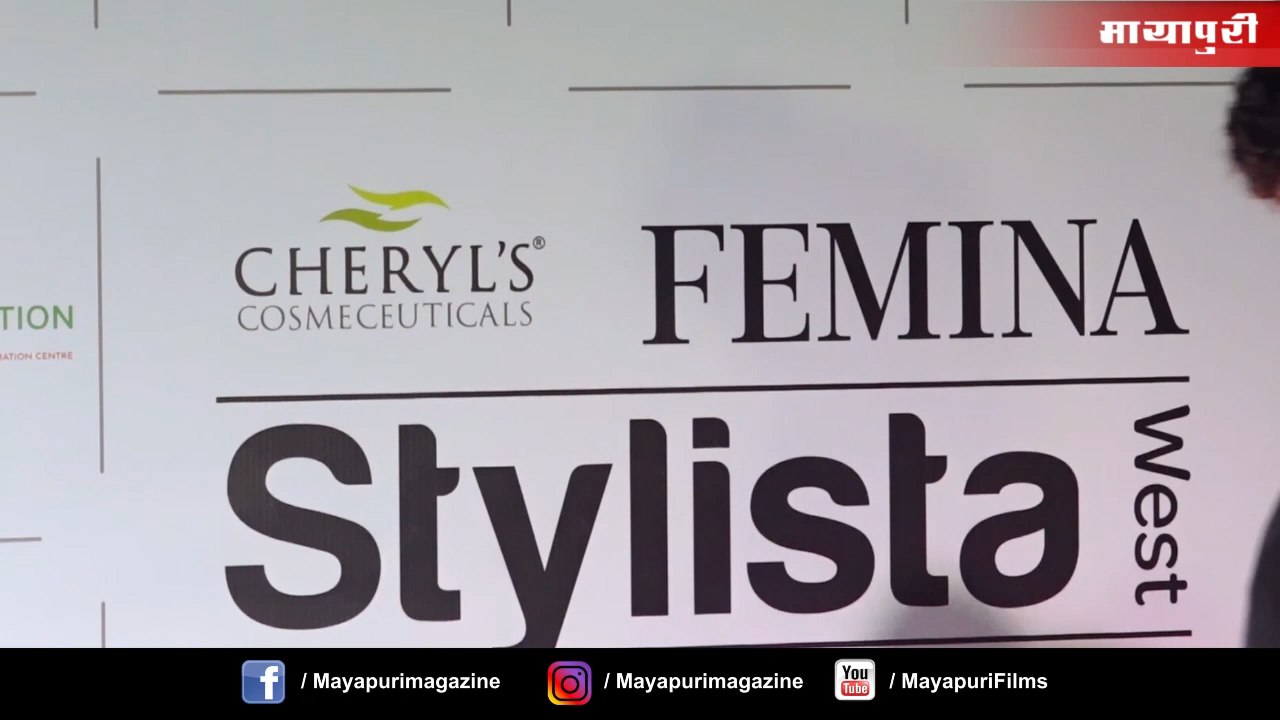 मायापुरी
CHERYL'S®
COSMECEUTICALS
FEMINA
TION
ATION CENTRE
Stylista
West
/ Mayapurimagazine
/ Mayapurimagazine
You
Tube
/ MayapuriFilms